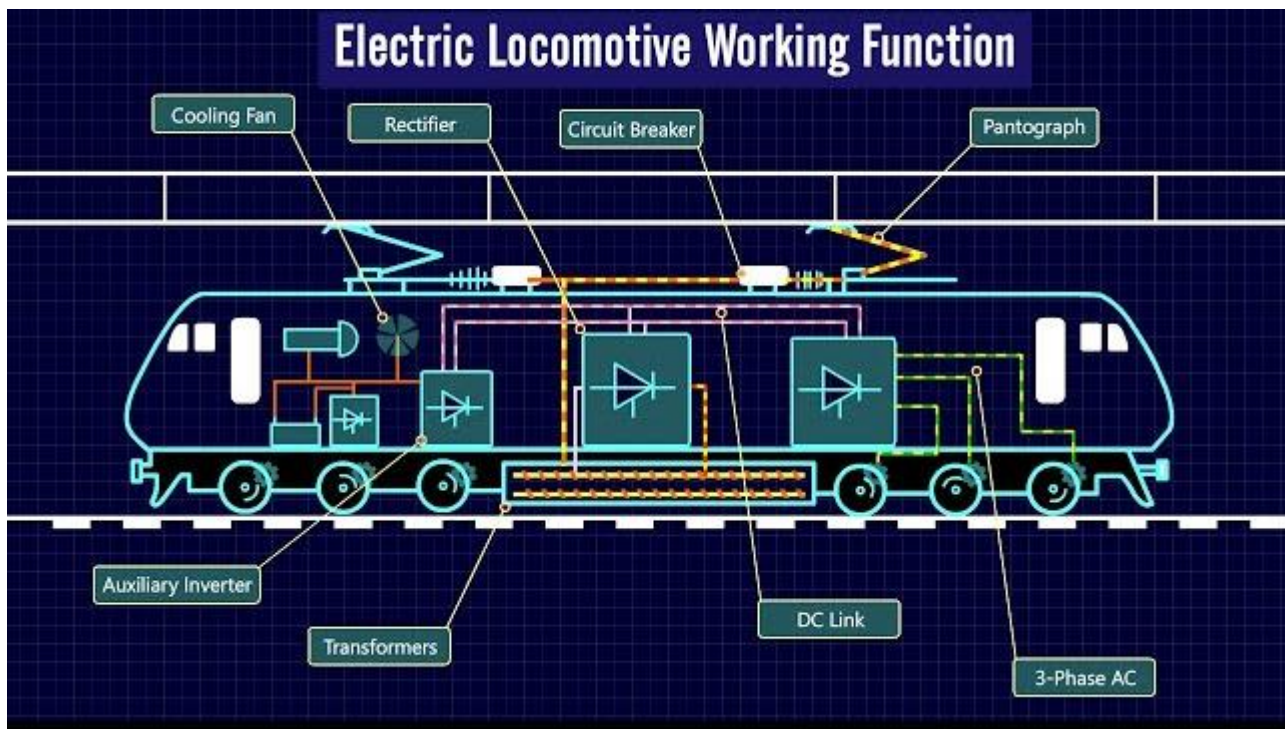 Electric Locomotive Working Function
Cooling Fan
Rectifier
Circuit Breaker
Pantograph
Auxiliary Inverter
Transformers
DC Link
3-Phase AC